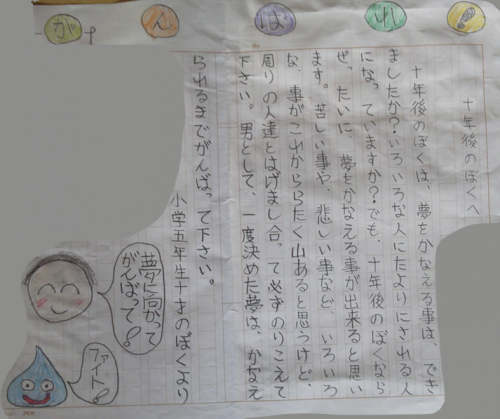 がんばれ!
十年後のぼくへ
十年後のぼくは、夢をかなえる事は、でき
ましたか?いろいろな人にたよりにされる人
になっていますか?でも、十年後のぼくなら
ぜったいに、夢をかなえる事が出来ると思い
ます。苦しい事や、悲しい事など、いろいろ
な、事がこれかららたく山あると思うけど、
周りの人達とはげまし合って必ずのりこえて
下さい。男として、一度決めた夢は、かなえ
られるまでがんばって下さい。
小学五年生十才のぼくより
夢に向かって
がんばって!
ファイト!